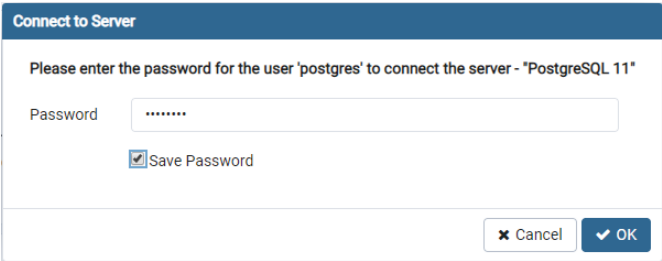 Connect to Server
Please enter the password for the user 'postgres' to connect the server - "PostgreSQL 11"
Password ········
Save Password
Cancel OK